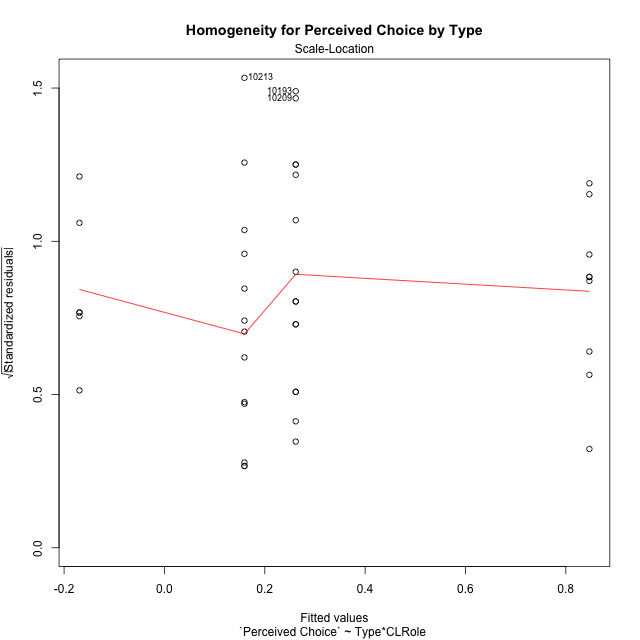 Homogeneity for Perceived Choice by Type
Scale-Location
10213
10193
10209
1.5
1.0
0.5
0.0
√|Standardized residuals|
-0.2
0.0
0.2
0.4
0.6
0.8
Fitted values
`Perceived Choice` ~ Type*CLRole